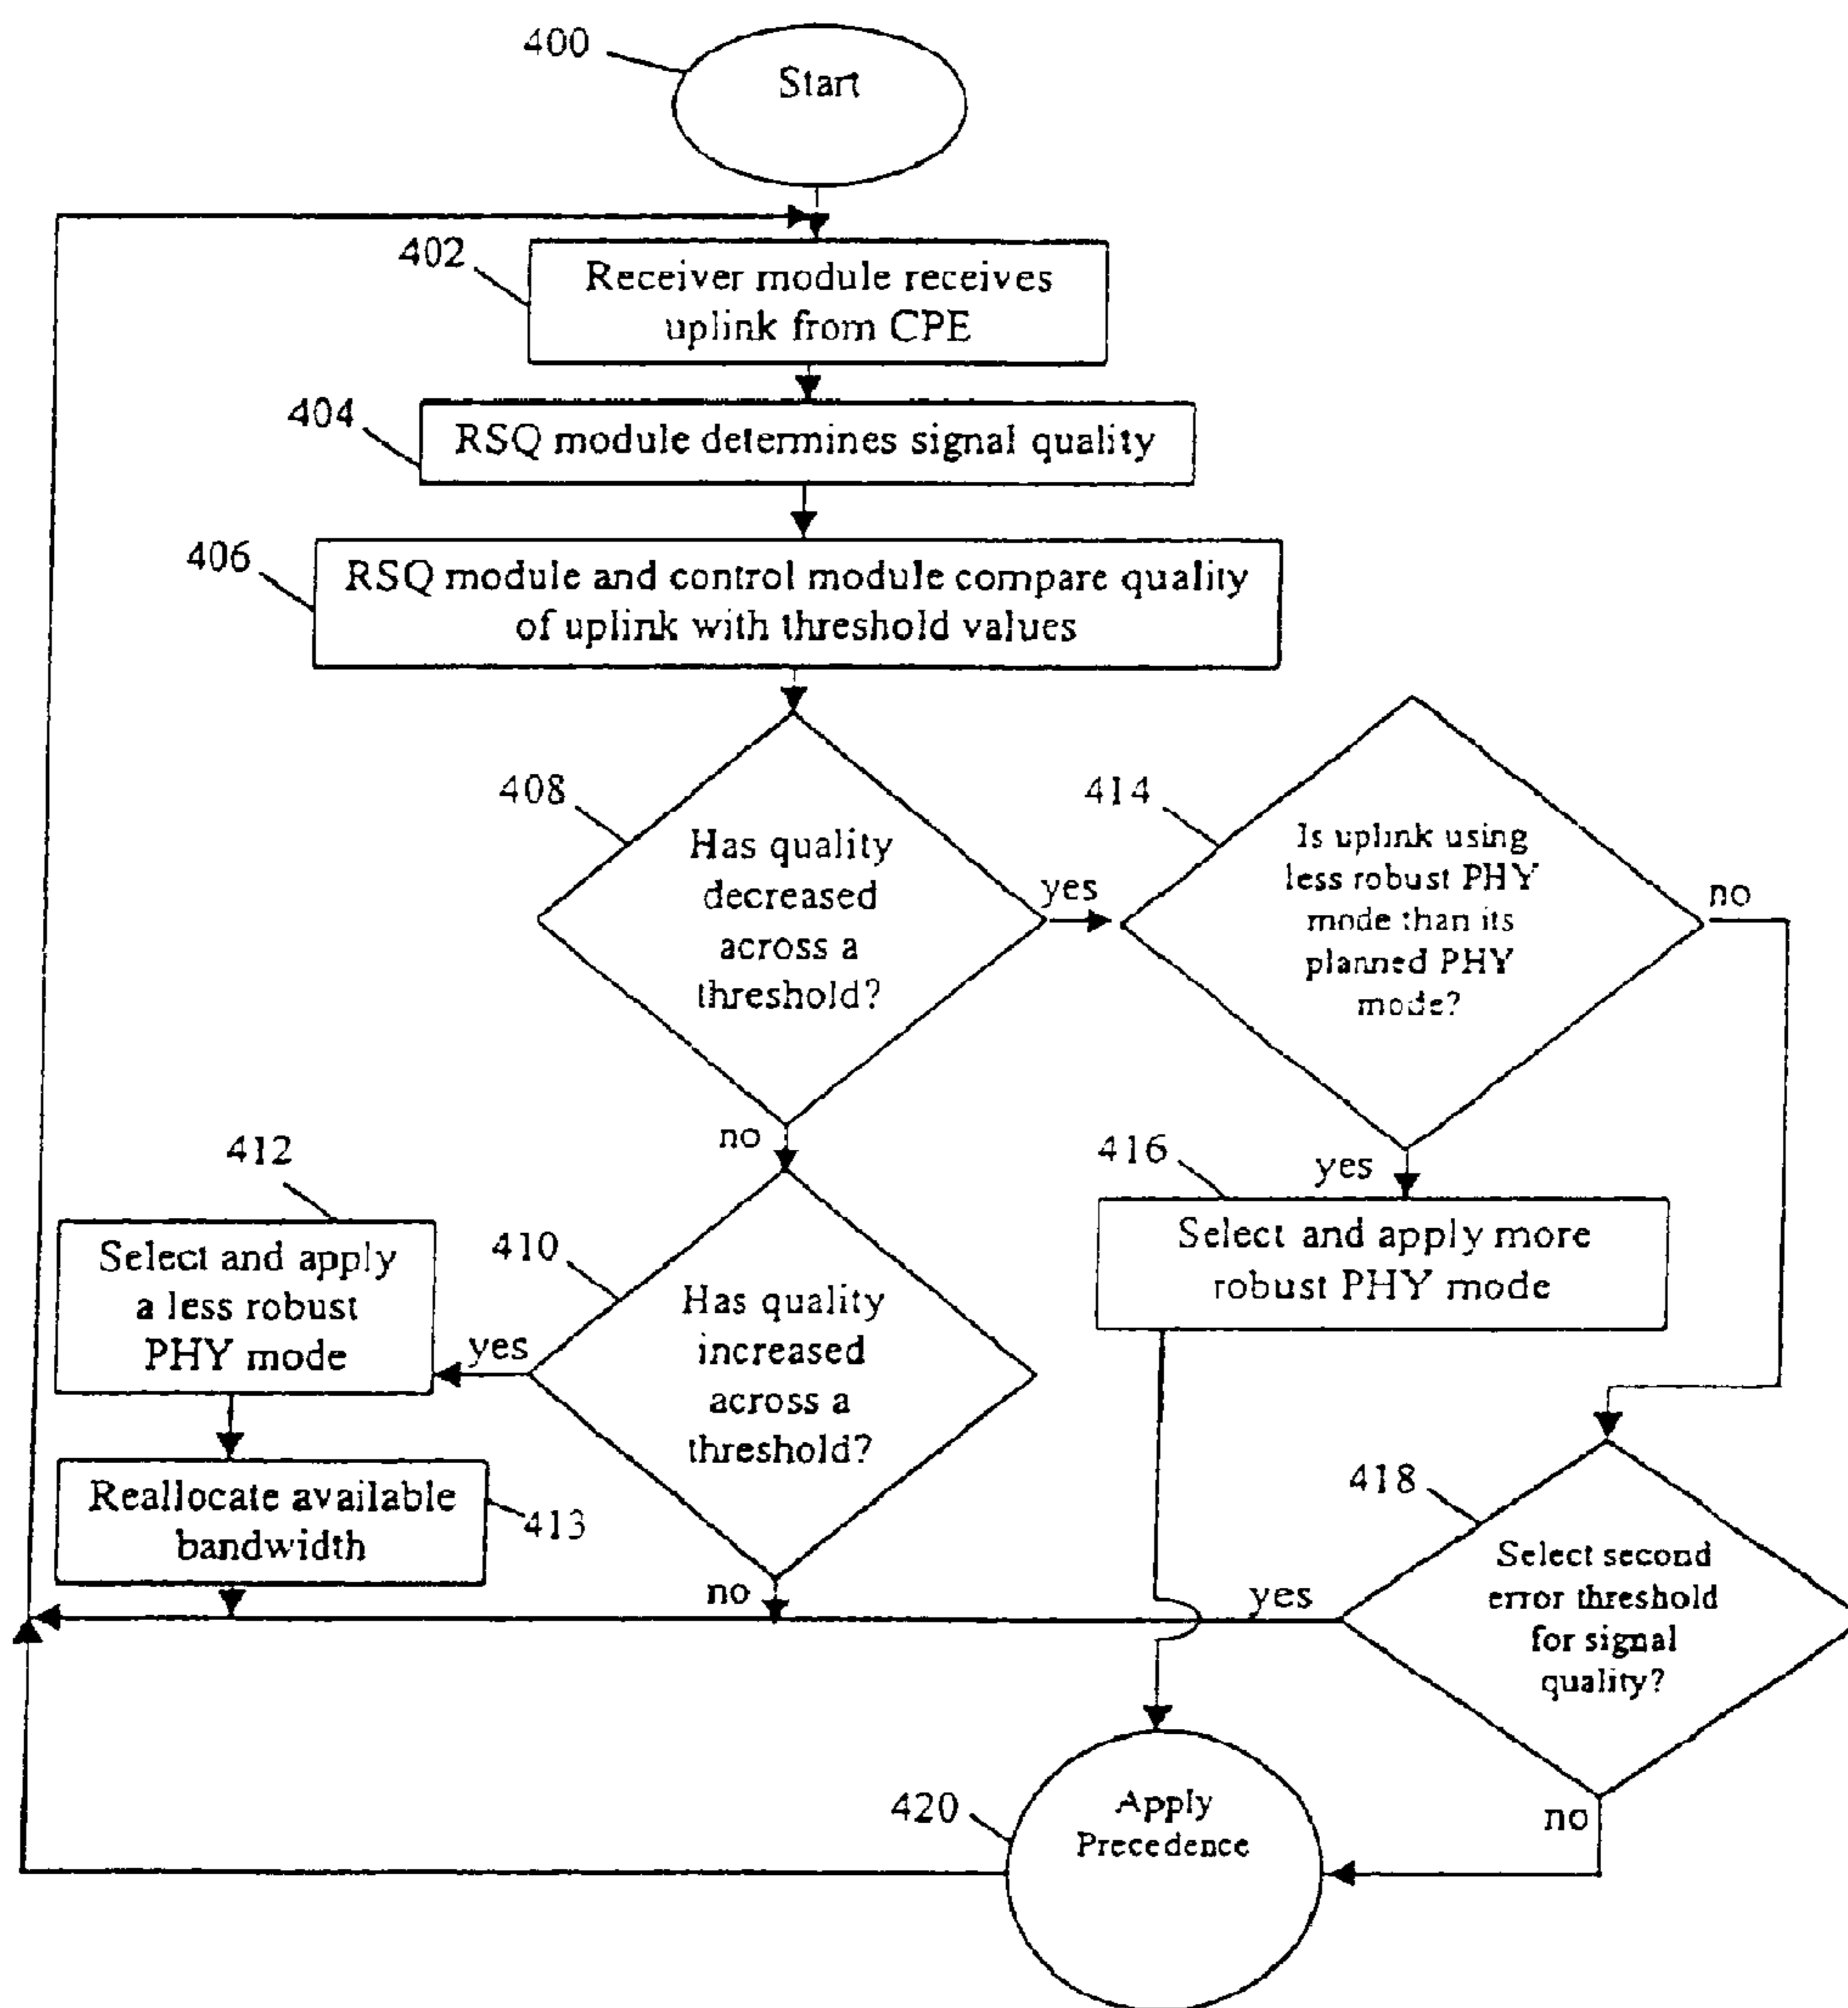 400
Start
402
Receiver module receives
uplink from CPE
404
RSQ module determines signal quality
406
RSQ module and control module compare quality
of uplink with threshold values
408
Has quality
decreased
across a
threshold?
yes
414
Is uplink using
less robust PHY
mode than its
planned PHY
mode?
no
no
412
Select and apply
a less robust
PHY mode
410
Has quality
increased
across a
threshold?
yes
416
yes
Select and apply more
robust PHY mode
Reallocate available
bandwidth
413
no
418
Select second
error threshold
for signal
quality?
yes
no
420
Apply
Precedence